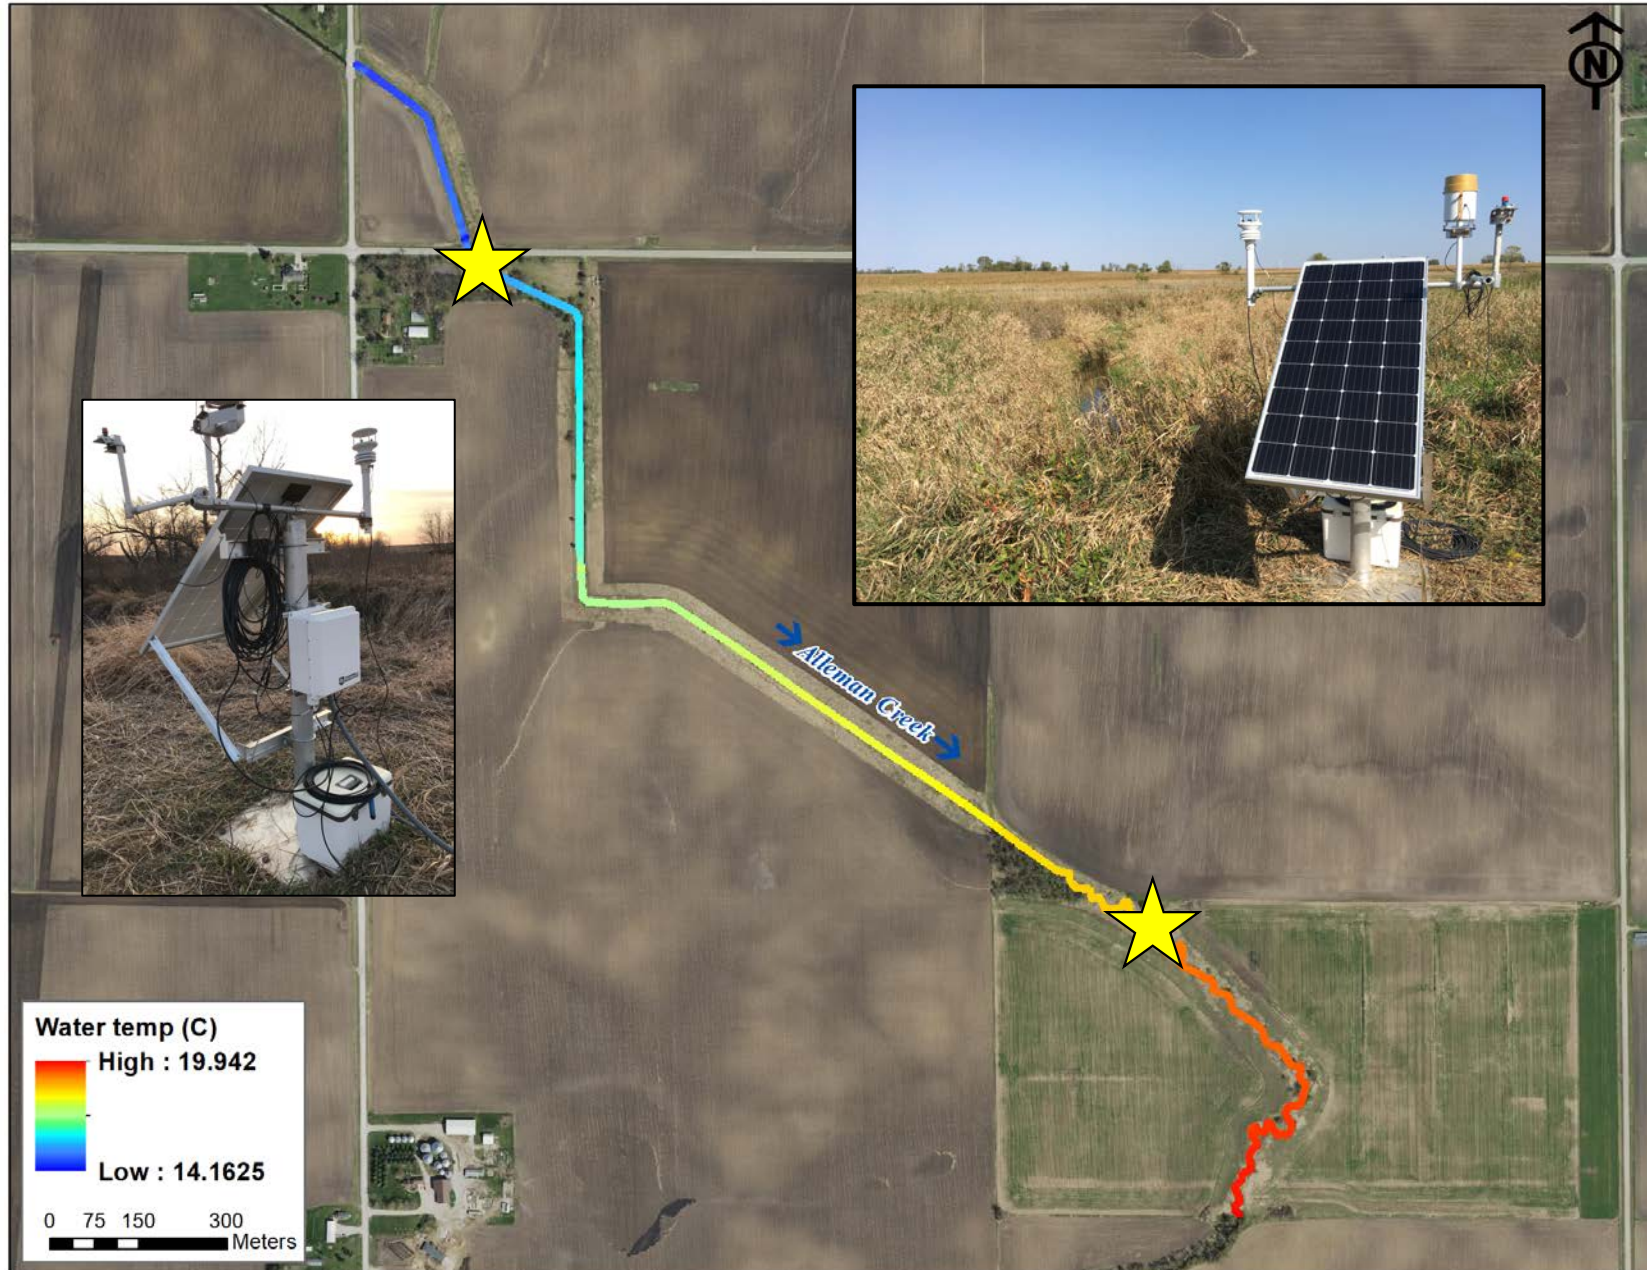 N
Alleman Creek
Water temp (C)
High : 19.942
Low : 14.1625
0 75 150 300
Meters